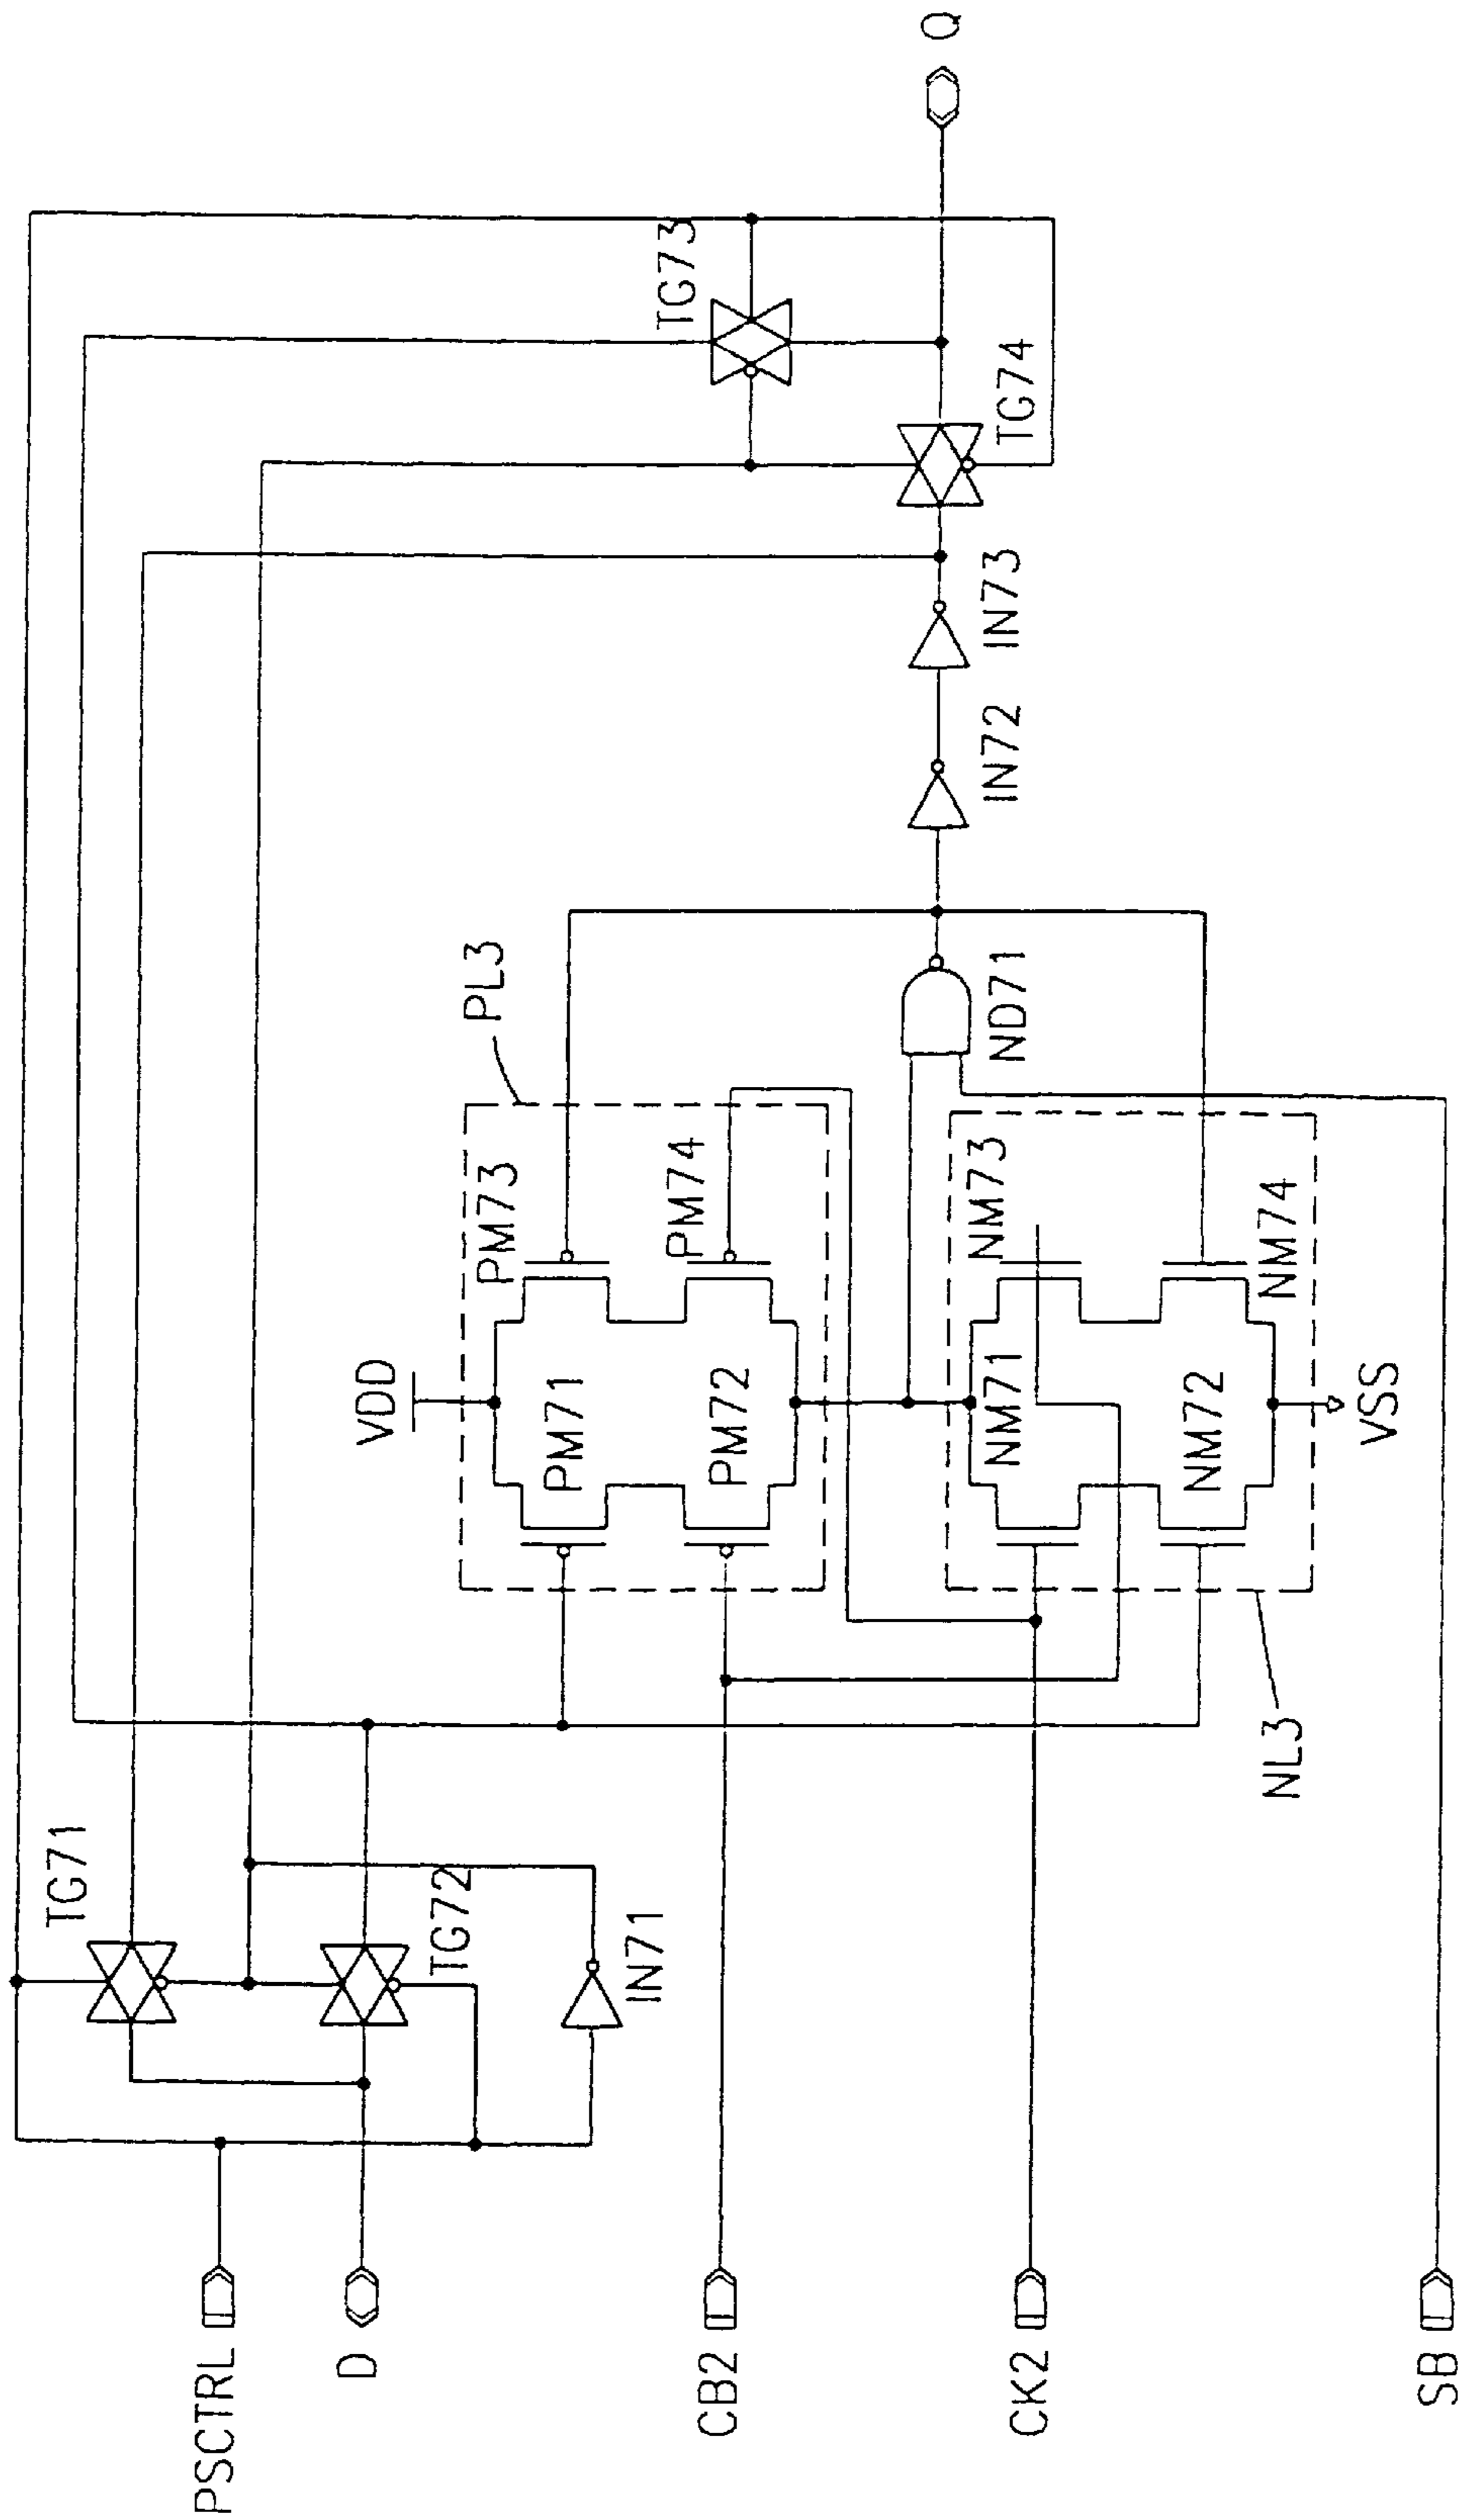 PSCTRL
D
CB2
CK2
SB
TG71
TG72
IN71
VDD
PM71
PM72
PM73
PM74
PL3
NM71
NM72
NM73
NM74
NL3
VSS
ND71
IN72
IN73
TG73
TG74
Q